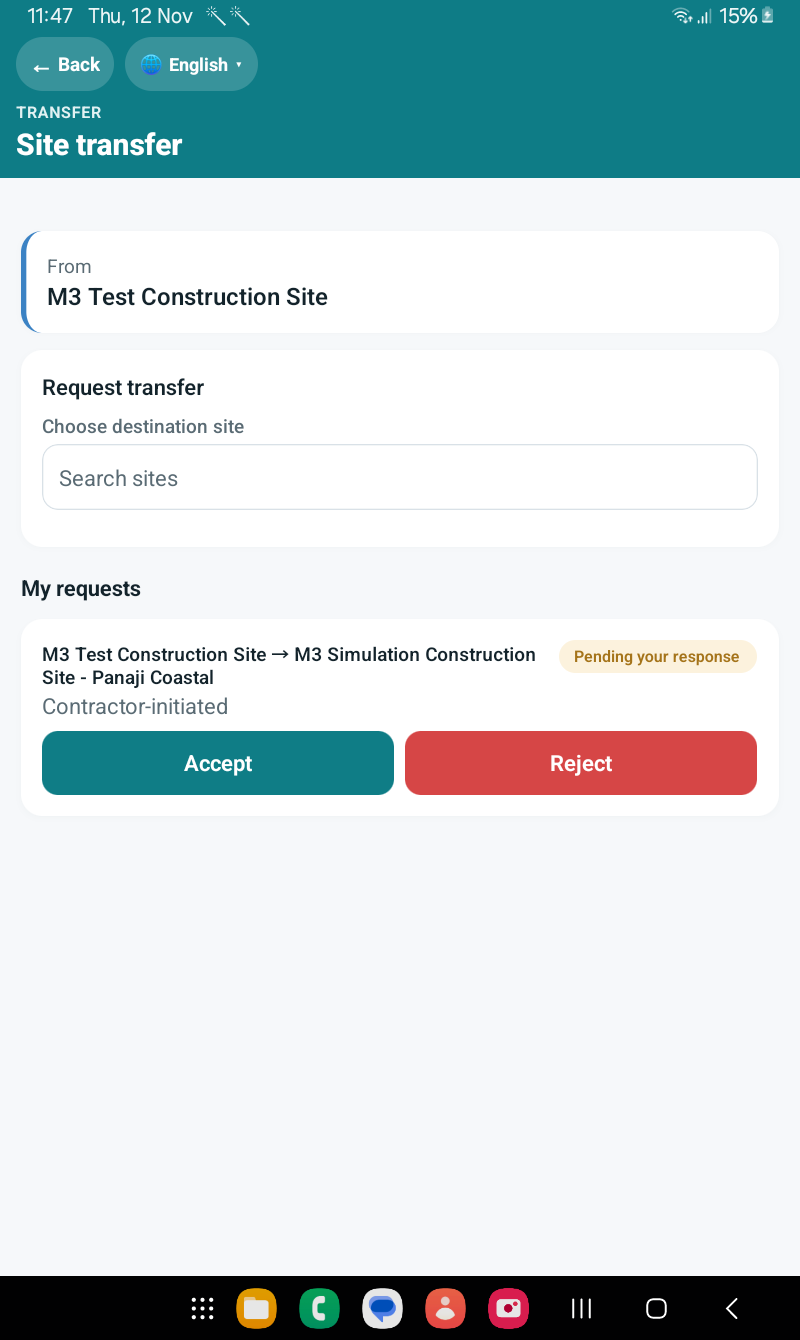 11:47 Thu, 12 Nov 15%
← Back English ▾
TRANSFER
Site transfer
From
M3 Test Construction Site
Request transfer
Choose destination site
Search sites
My requests
M3 Test Construction Site → M3 Simulation Construction
Site - Panaji Coastal
Pending your response
Contractor-initiated
Accept Reject